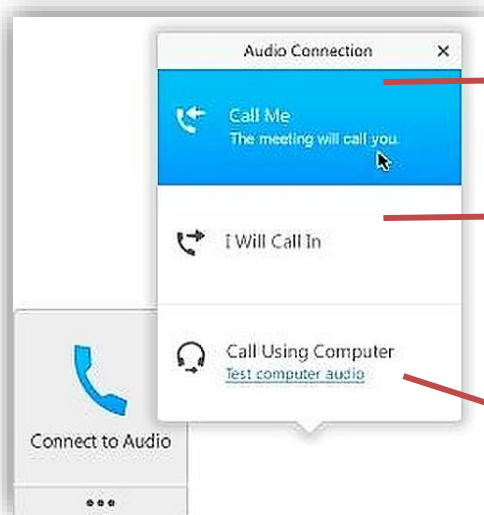 Audio Connection ×
Call Me
The meeting will call you.
I Will Call In
Call Using Computer
Test computer audio
Connect to Audio